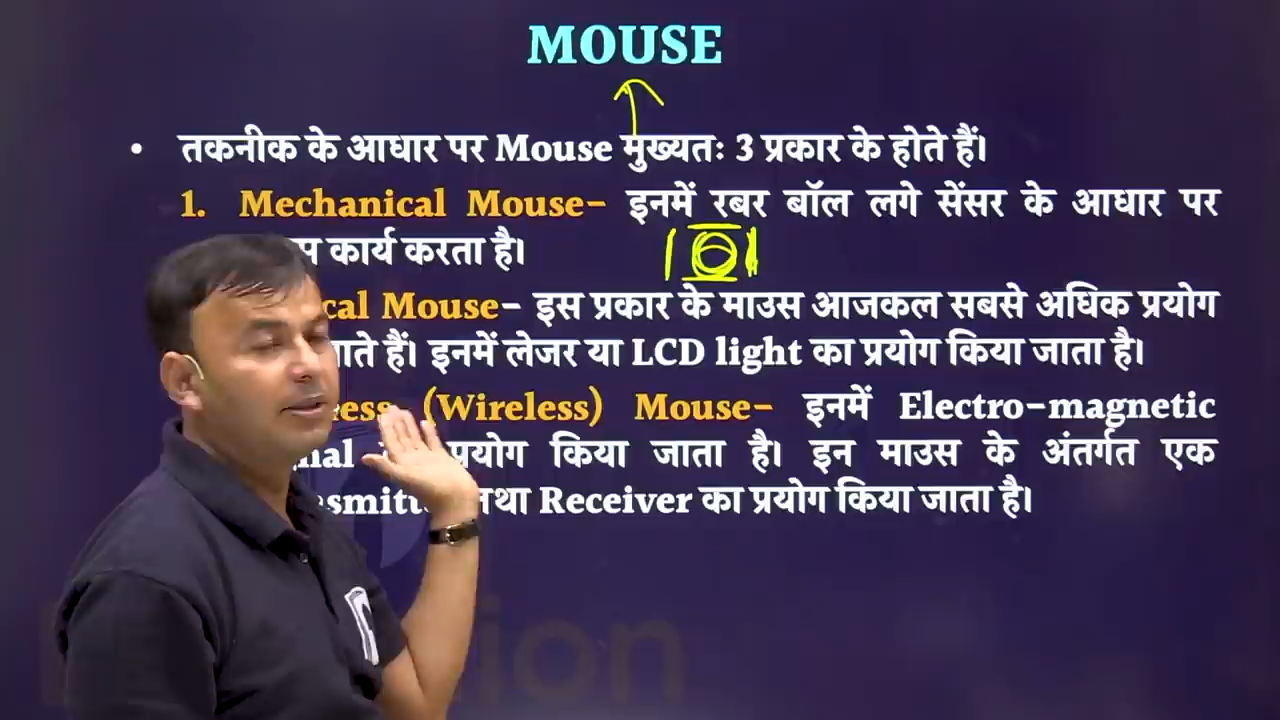 MOUSE
• तकनीक के आधार पर Mouse मुख्यतः 3 प्रकार के होते हैं।
1. Mechanical Mouse- इनमें रबर बॉल लगे सेंसर के आधार पर
कार्य करता है।
Mouse- इस प्रकार के माउस आजकल सबसे अधिक प्रयोग
हैं। इनमें लेजर या LCD light का प्रयोग किया जाता है।
(Wireless) Mouse- इनमें Electro-magnetic
प्रयोग किया जाता है। इन माउस के अंतर्गत एक
तथा Receiver का प्रयोग किया जाता है।